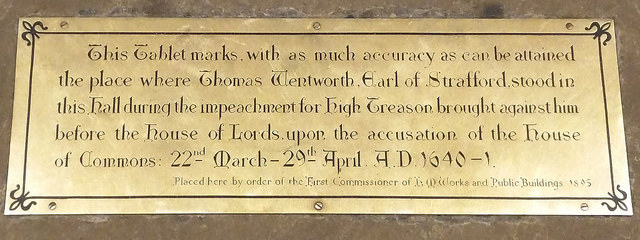 This Tablet marks, with as much accuracy as can be attained
the place where Thomas Wentworth, Earl of Strafford, stood in
this Hall during the impeachment for High Treason brought against him
before the House of Lords, upon the accusation of the House
of Commons: 22nd March - 29th April, A.D. 1640-1.
Placed here by order of the First Commissioner of H M Works and Public Buildings 1895